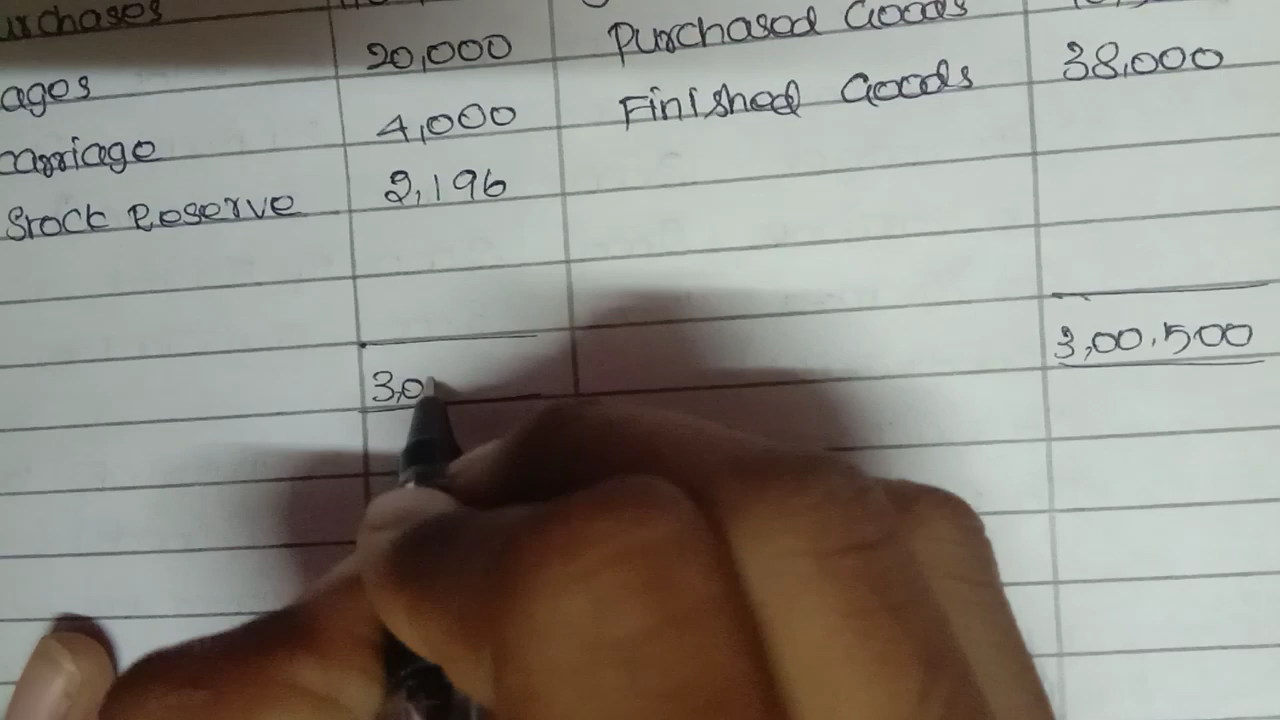 urchases
20,000 Purchased Goods
ages 4,000 Finished Goods 38,000
carriage 2,196
Stock Reserve
3,00,500
3,0